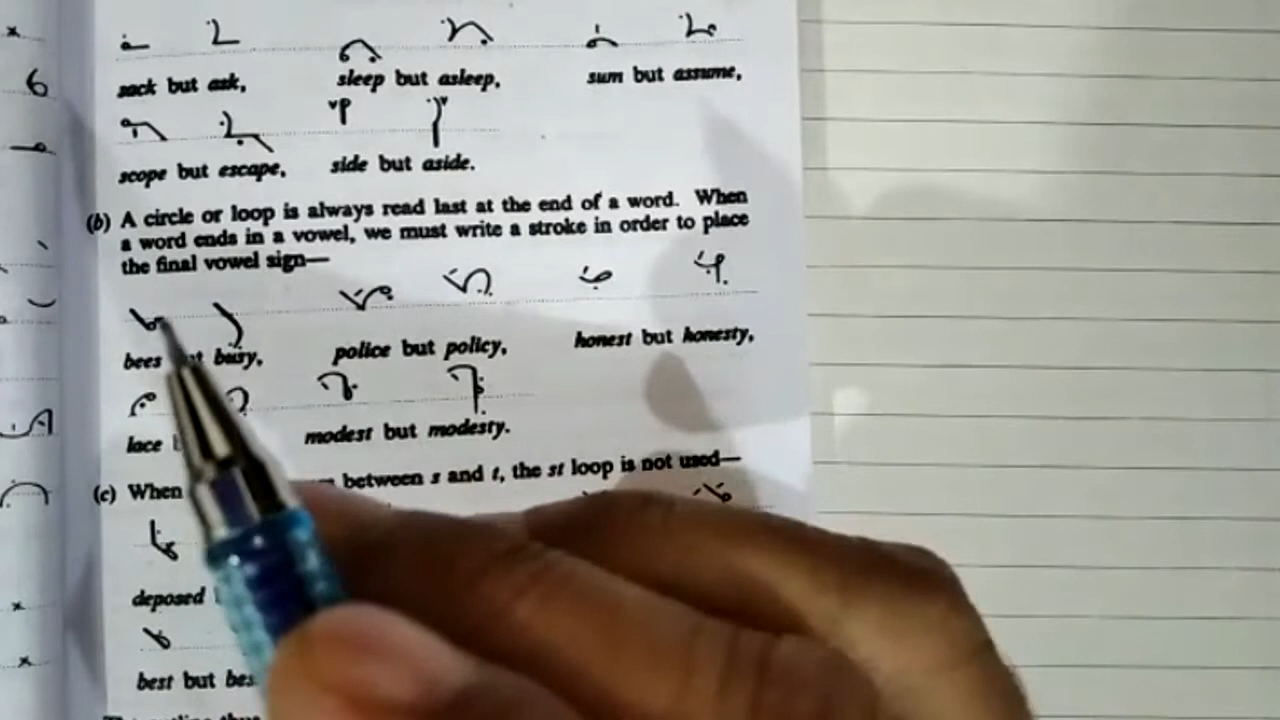 sack but ask, sleep but asleep, sum but assume,
scope but escape, side but aside.
(b) A circle or loop is always read last at the end of a word. When
a word ends in a vowel, we must write a stroke in order to place
the final vowel sign—
bees but busy, police but policy, honest but honesty,
lace modest but modesty.
(c) When between s and t, the st loop is not used—
deposed
best but